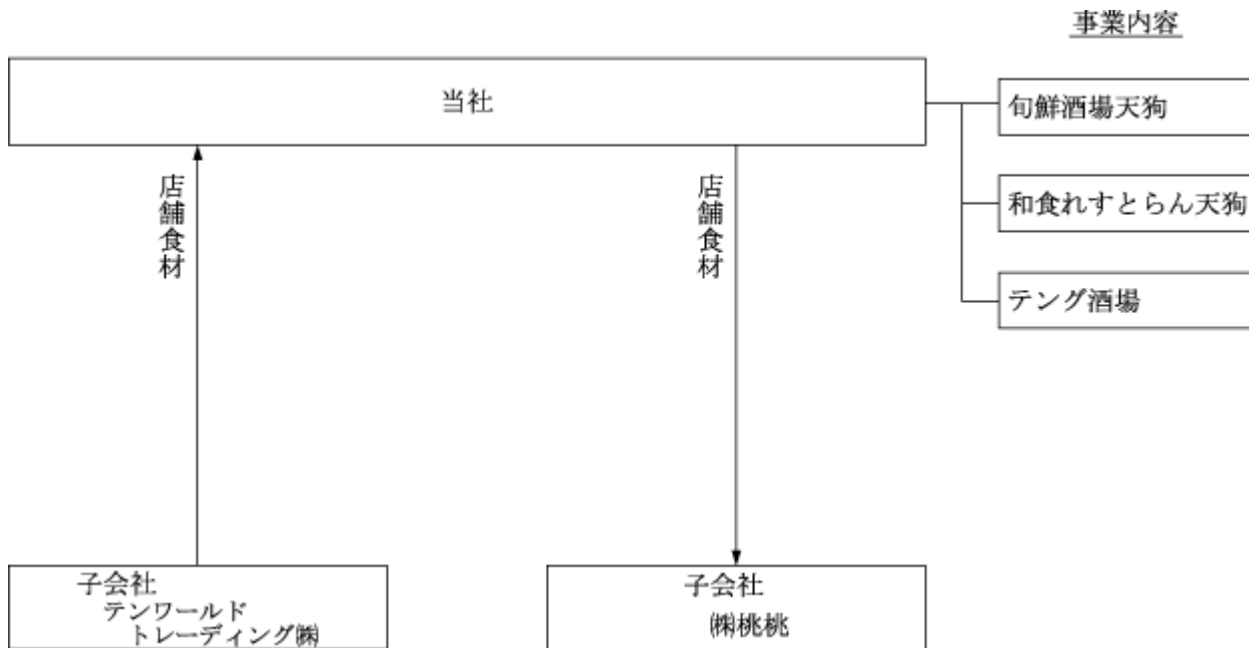 事業内容
当社
旬鮮酒場天狗
和食れすとらん天狗
テング酒場
店舗食材
店舗食材
子会社
テンワールド
トレーディング㈱
子会社
㈱桃桃